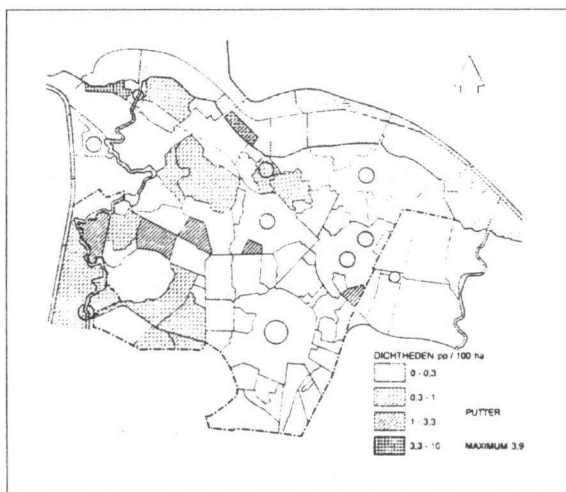 DICHTHEDEN pp / 100 ha
0 - 0,3
0,3 - 1
1 - 3,3 PUTTER
3,3 - 10 MAXIMUM 3,9